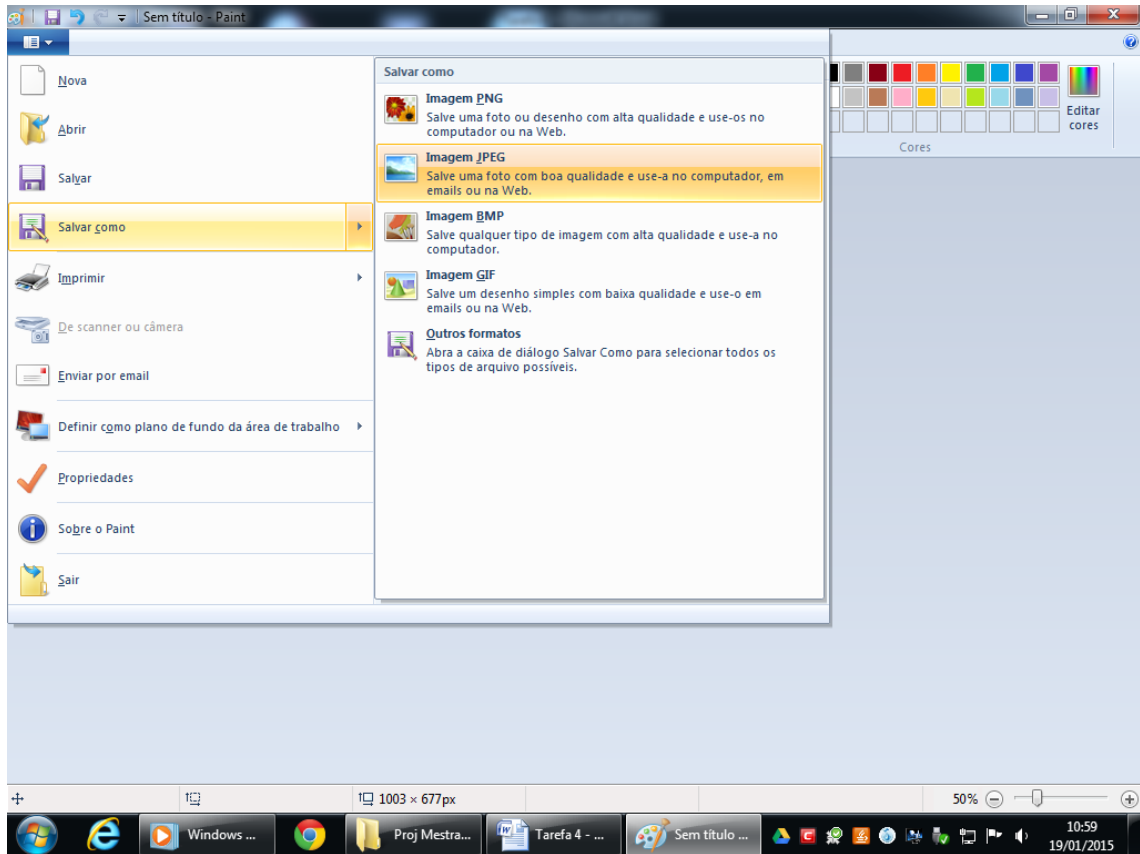 Sem título - Paint
Nova
Abrir
Salvar
Salvar como
Imprimir
De scanner ou câmera
Enviar por email
Definir como plano de fundo da área de trabalho
Propriedades
Sobre o Paint
Sair
Salvar como
Imagem PNG
Salve uma foto ou desenho com alta qualidade e use-os no
computador ou na Web.
Imagem JPEG
Salve uma foto com boa qualidade e use-a no computador, em
emails ou na Web.
Imagem BMP
Salve qualquer tipo de imagem com alta qualidade e use-a no
computador.
Imagem GIF
Salve um desenho simples com baixa qualidade e use-o em
emails ou na Web.
Outros formatos
Abra a caixa de diálogo Salvar Como para selecionar todos os
tipos de arquivo possíveis.
Editar
cores
Cores
1003 × 677px
50%
Windows ...
Proj Mestra...
Tarefa 4 - ...
Sem título ...
10:59
19/01/2015